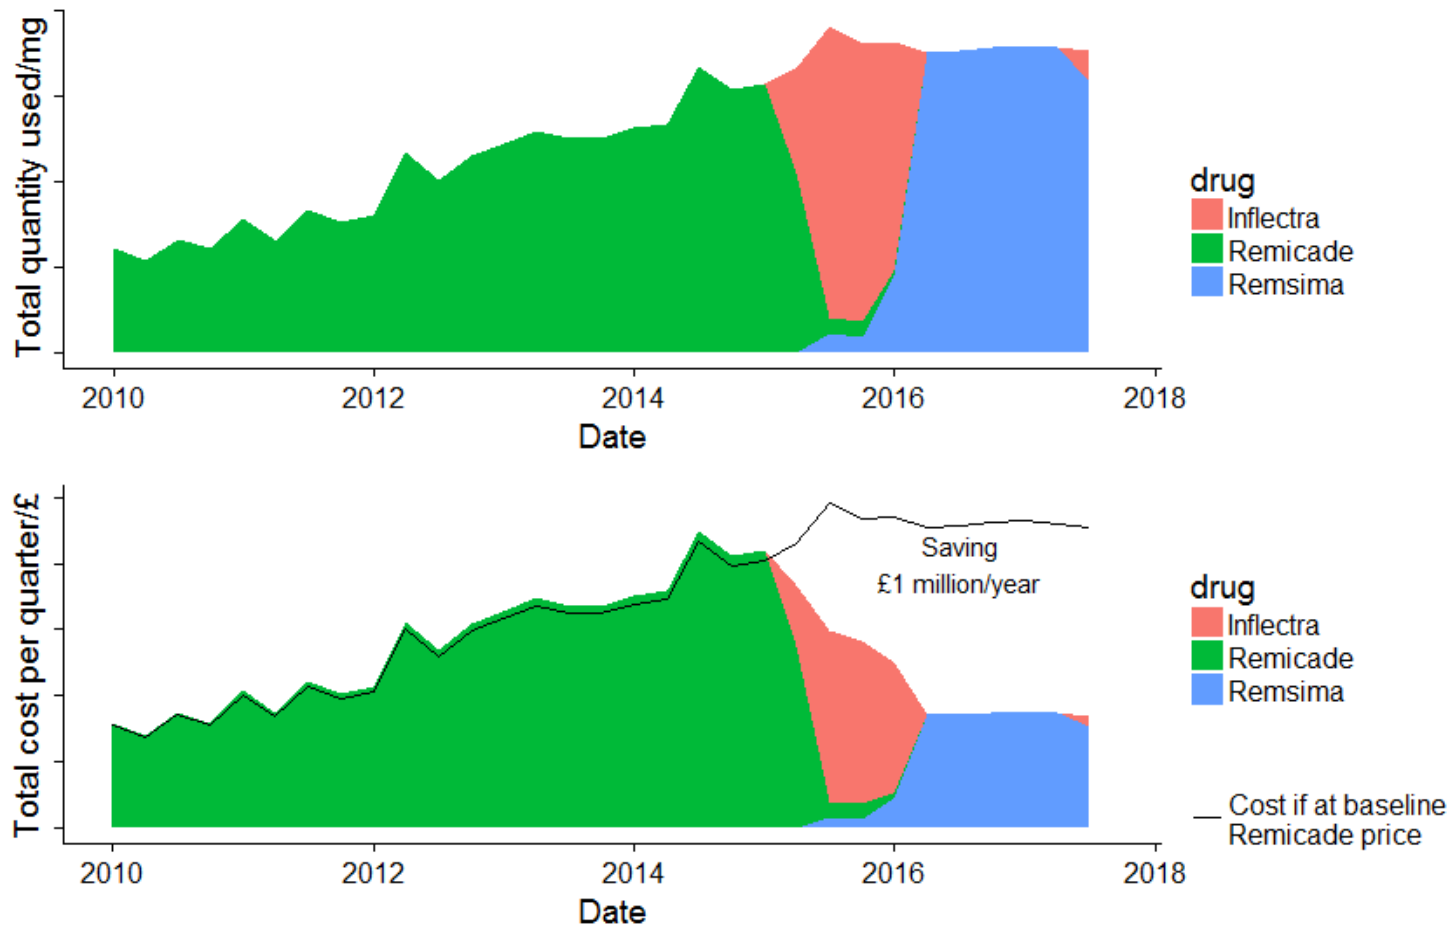 Total quantity used/mg
2010
2012
2014
2016
2018
Date
drug
Inflectra
Remicade
Remsima
Total cost per quarter/£
Saving
£1 million/year
2010
2012
2014
2016
2018
Date
drug
Inflectra
Remicade
Remsima
Cost if at baseline
Remicade price